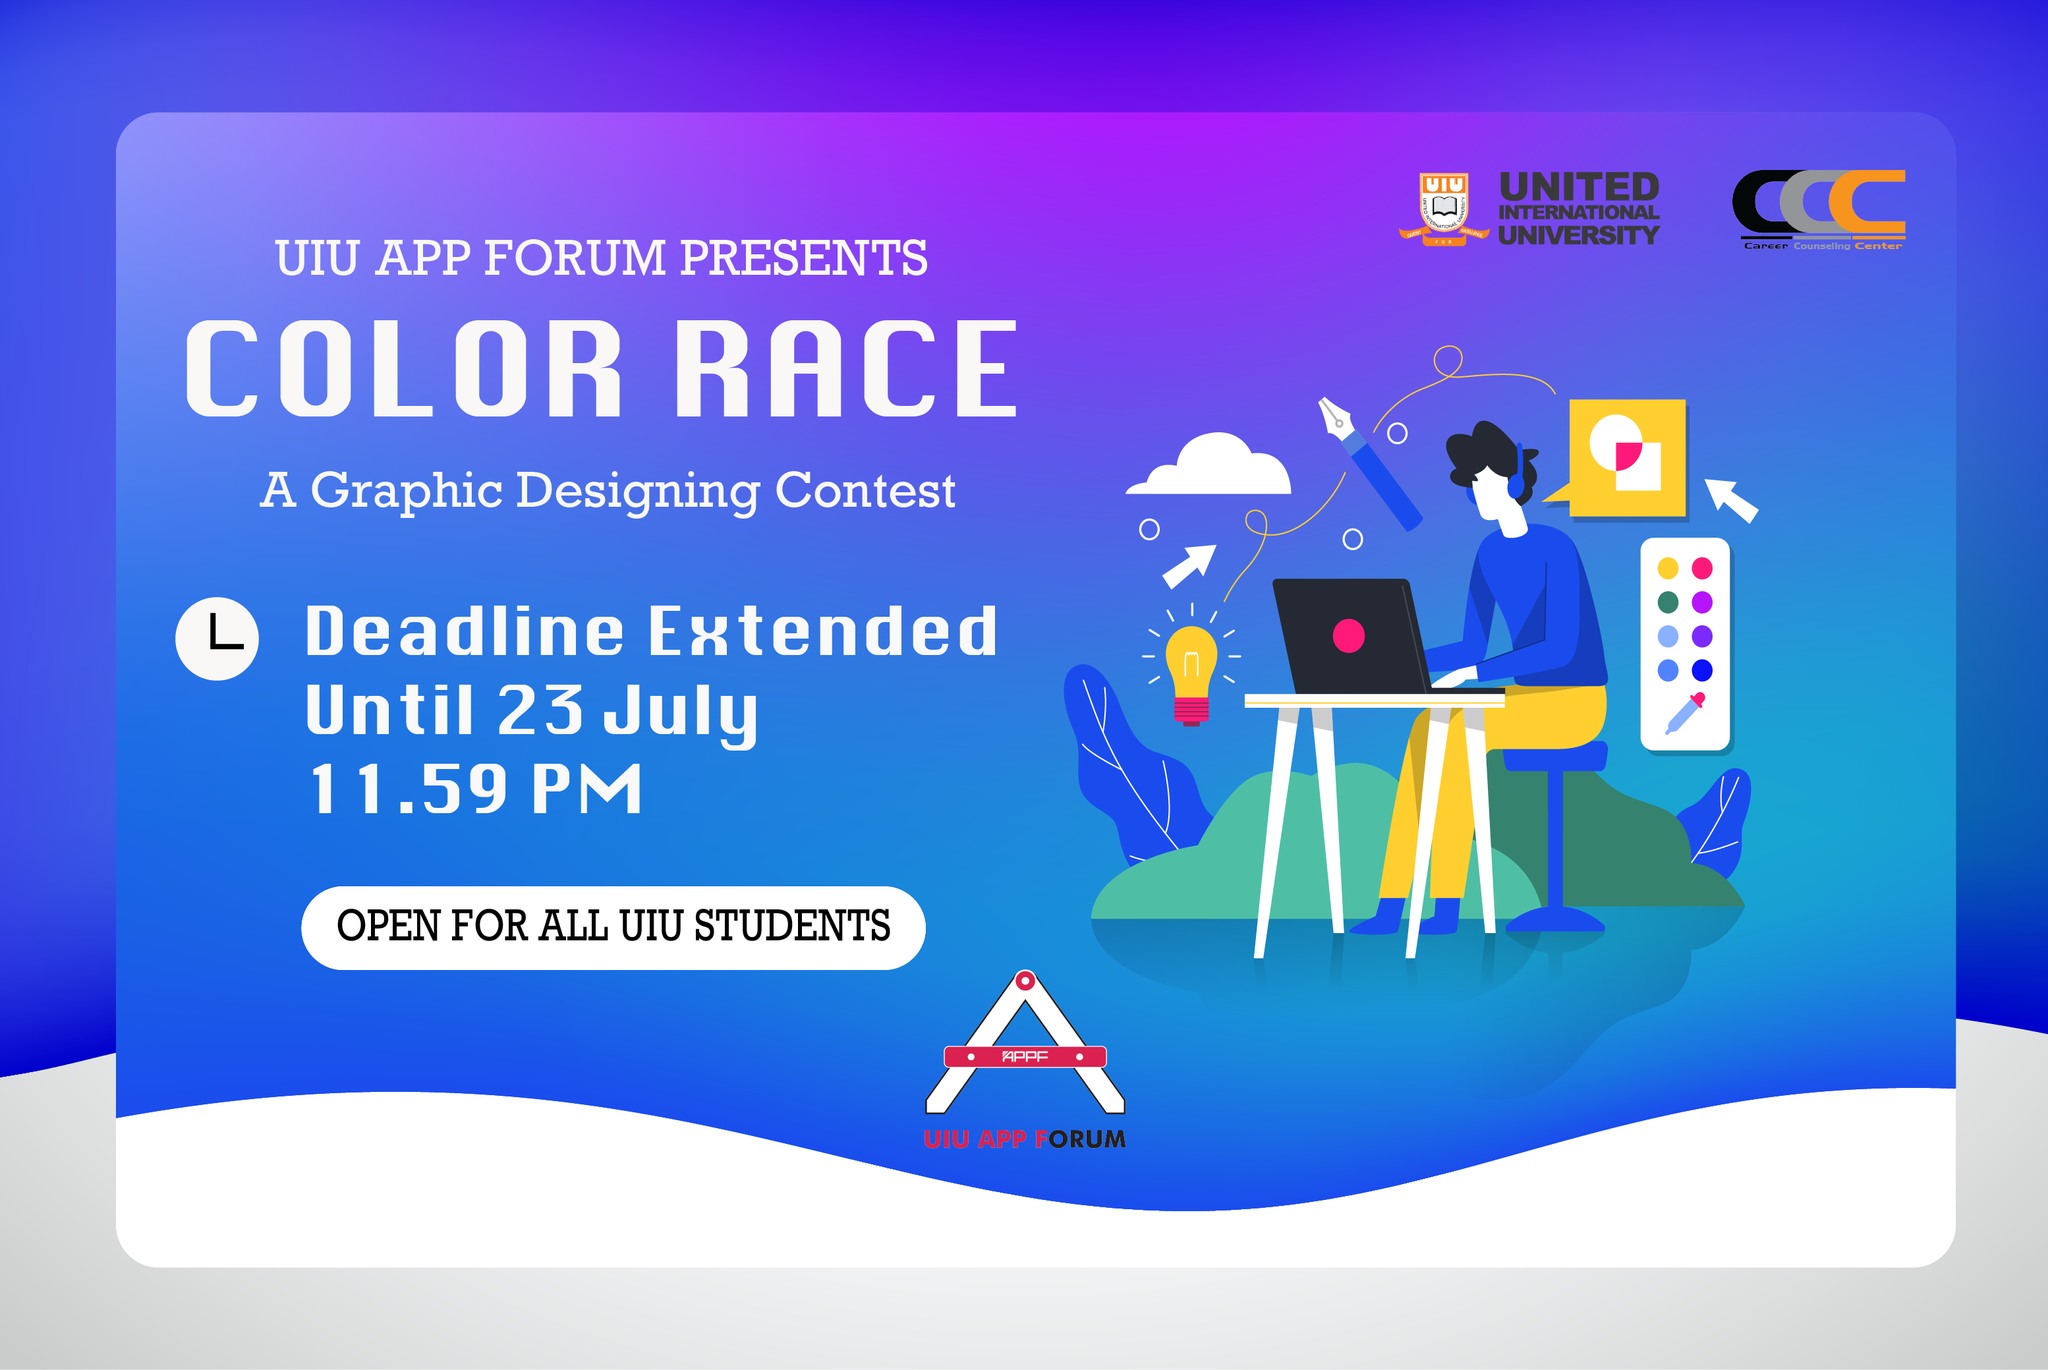 UIU APP FORUM PRESENTS
COLOR RACE
A Graphic Designing Contest
Deadline Extended
Until 23 July
11.59 PM
OPEN FOR ALL UIU STUDENTS
UIU
UNITED
INTERNATIONAL
UNIVERSITY
CCC
Career Counseling Center
APPF
UIU APP FORUM